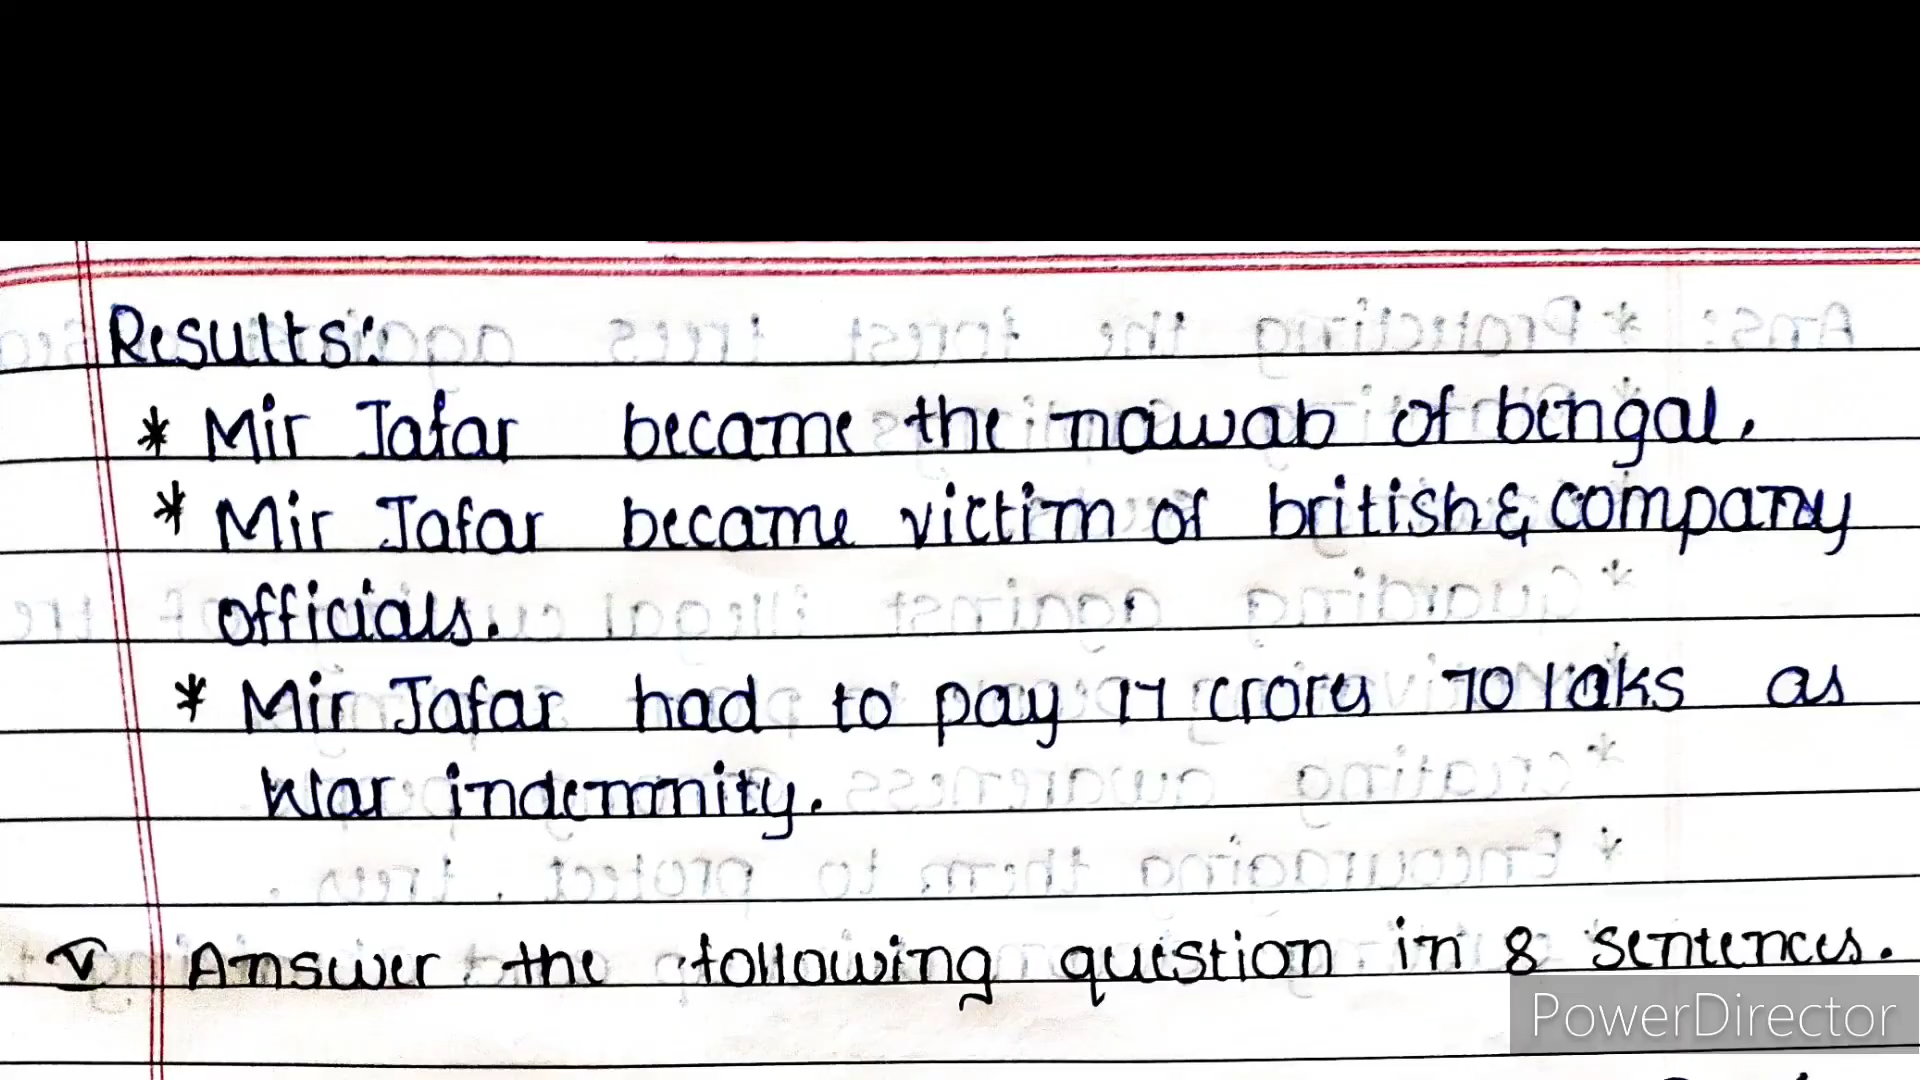 Results:
* Mir Jafar became the nawab of bengal.
* Mir Jafar became victim of british & company
officials.
* Mir Jafar had to pay 17 crores 70 laks as
War indemnity.
V Answer the following question in 8 sentences.
PowerDirector